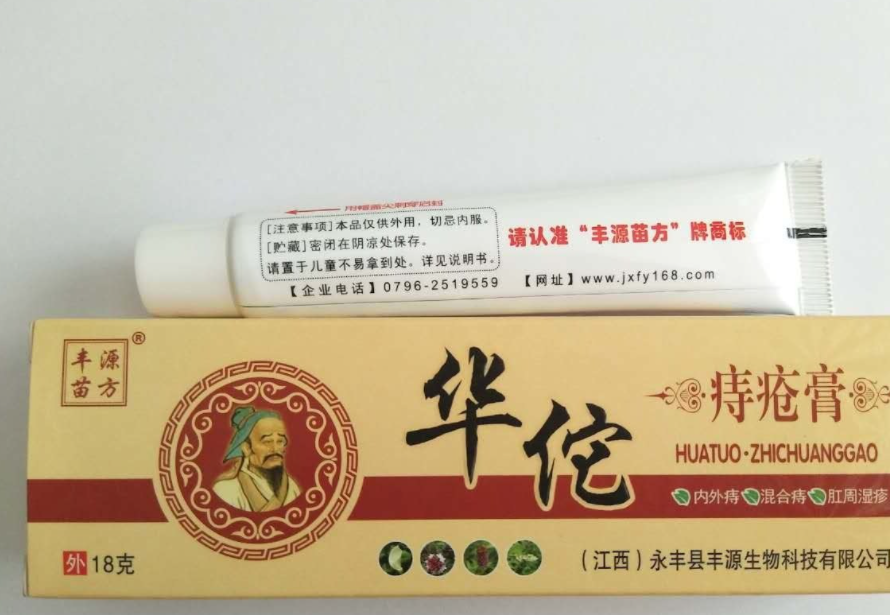 [注意事项]本品仅供外用，切忌内服。
[贮藏]密闭在阴凉处保存。
请置于儿童不易拿到处。详见说明书。
请认准“丰源苗方”牌商标
【企业电话】0796-2519559 【网址】www.jxfy168.com
丰源
苗方
®
华佗
痔疮膏
HUATUO·ZHICHUANGGAO
内外痔 混合痔 肛周湿疹
外 18克
（江西）永丰县丰源生物科技有限公司